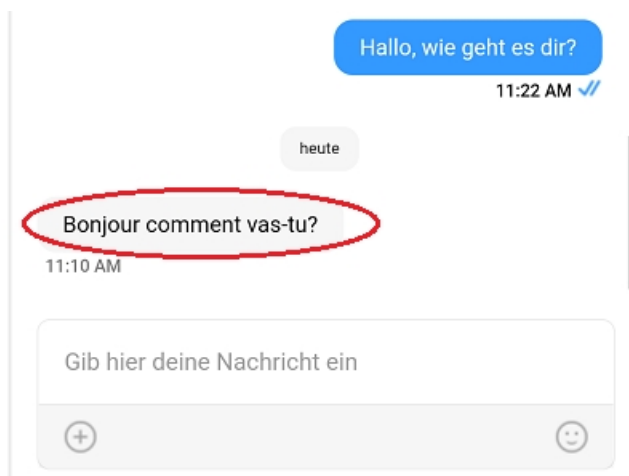 Hallo, wie geht es dir?
11:22 AM
heute
Bonjour comment vas-tu?
11:10 AM
Gib hier deine Nachricht ein